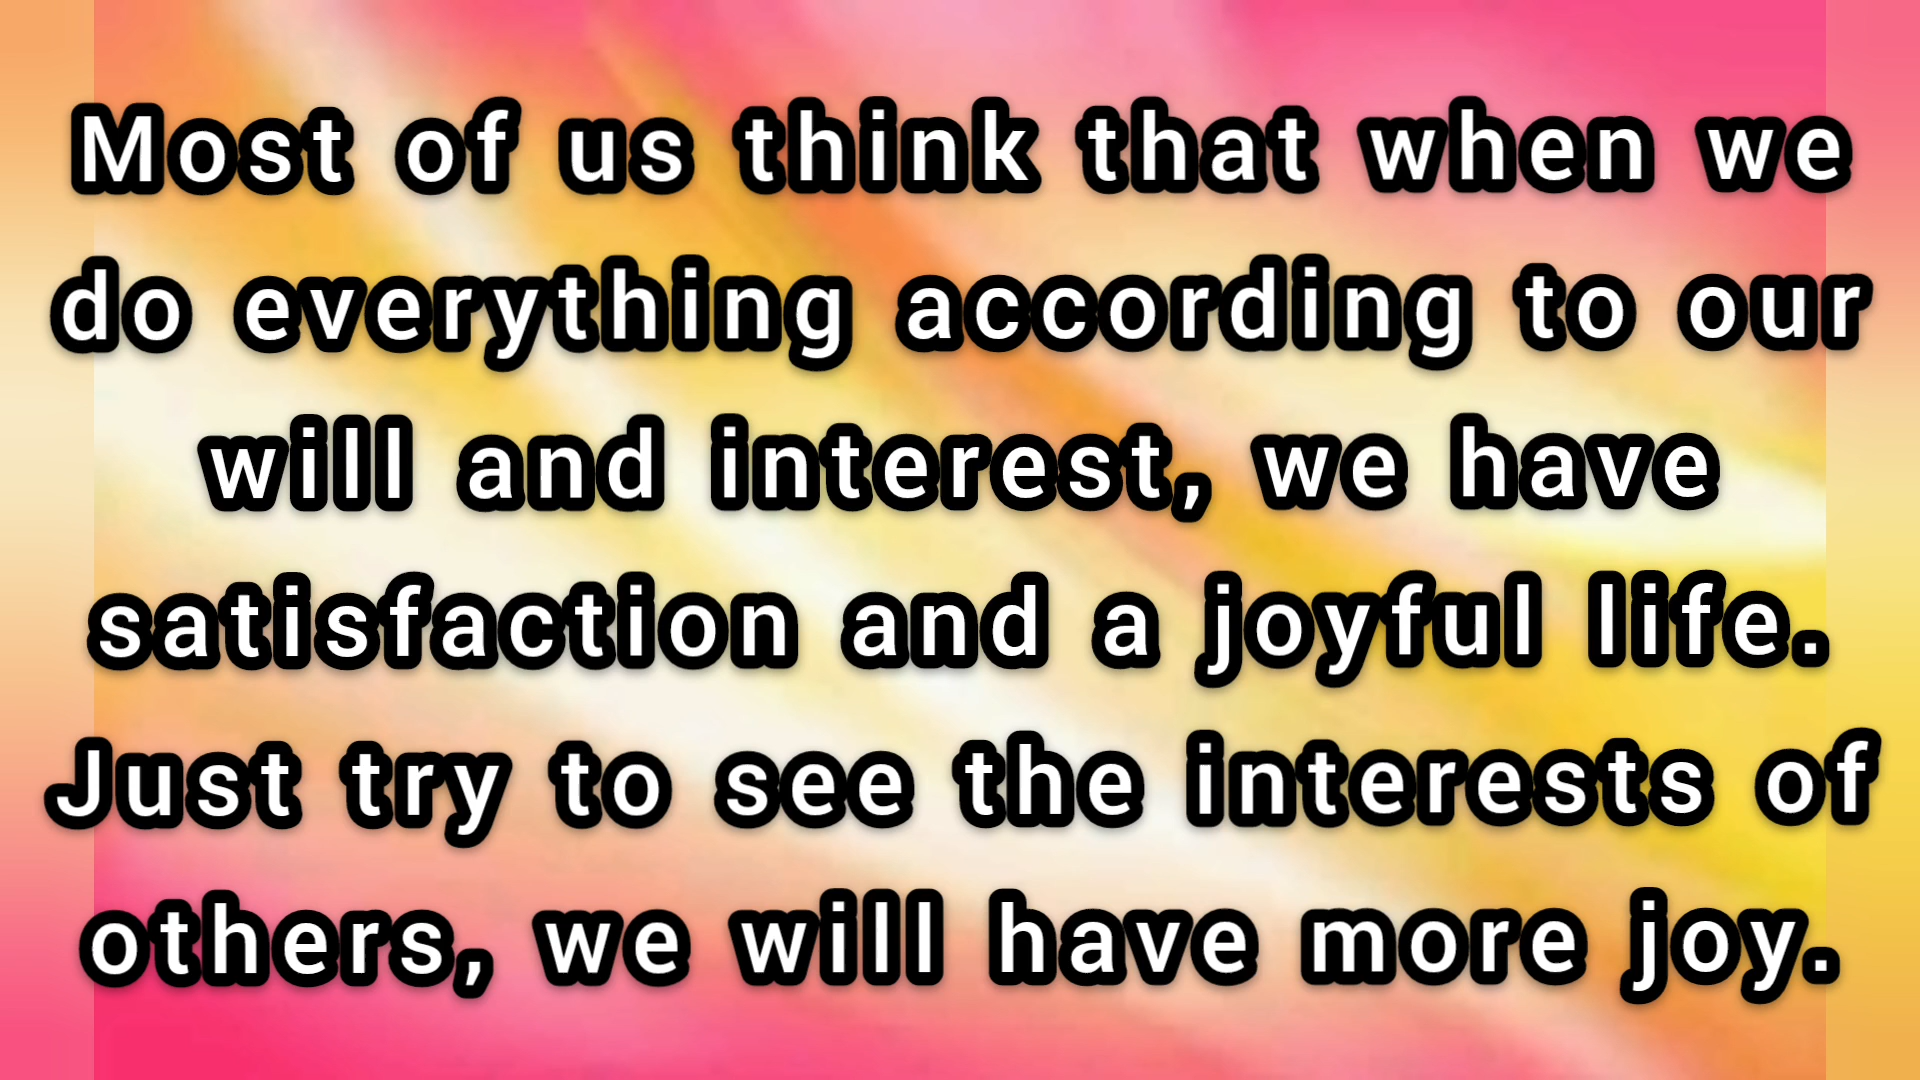 Most of us think that when we
do everything according to our
will and interest, we have
satisfaction and a joyful life.
Just try to see the interests of
others, we will have more joy.